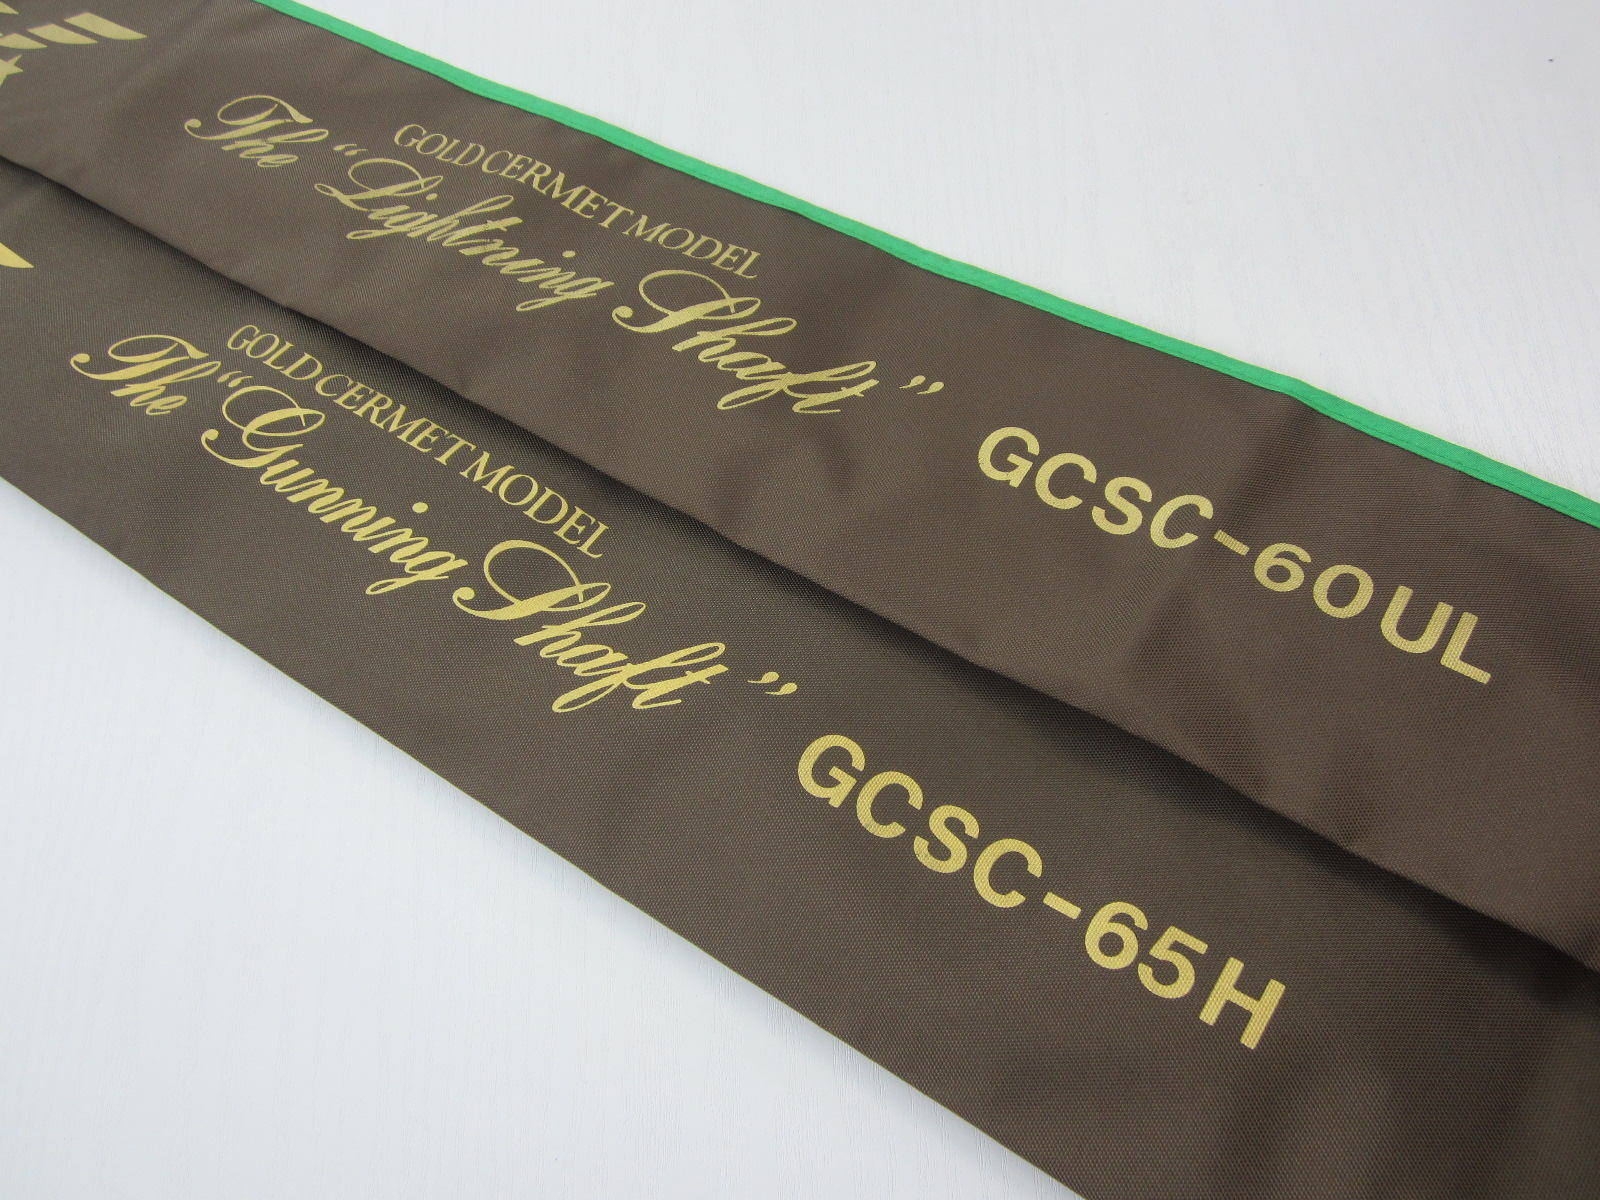 GOLD CERMET MODEL
The “Lightning Shaft”
GCSC-60UL
GOLD CERMET MODEL
The “Gunning Shaft”
GCSC-65H